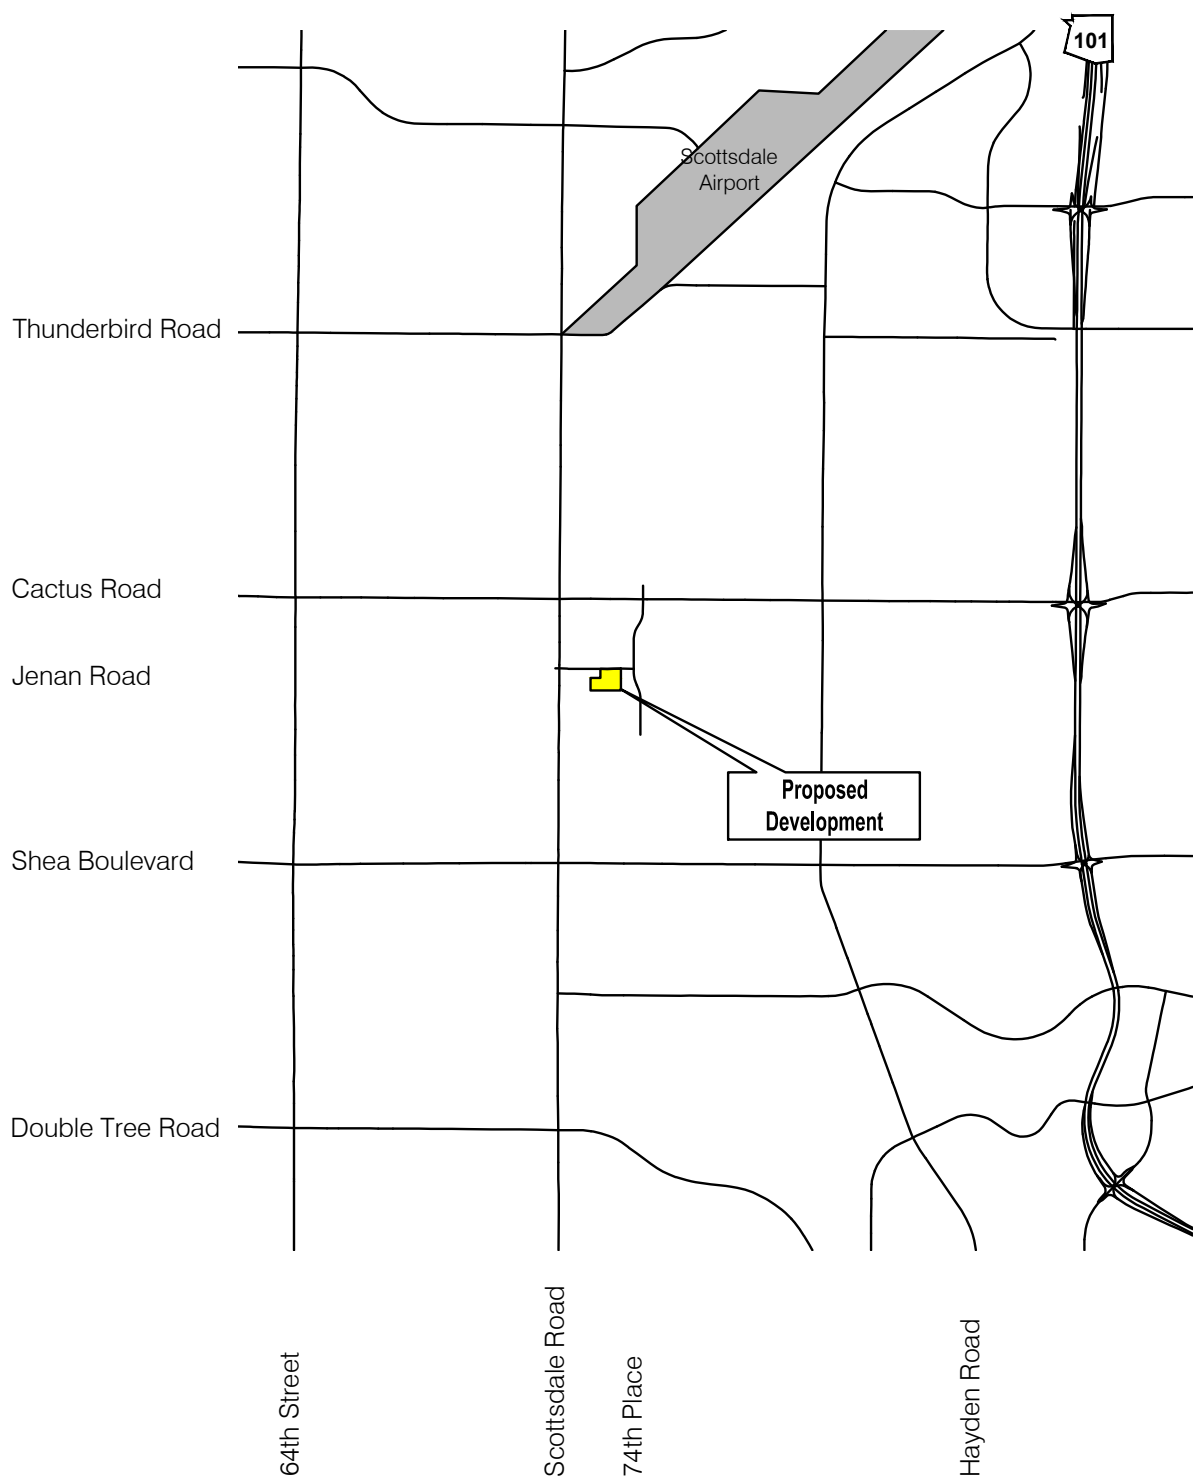 101
Scottsdale
Airport
Thunderbird Road
Cactus Road
Jenan Road
Proposed
Development
Shea Boulevard
Double Tree Road
64th Street
Scottsdale Road
74th Place
Hayden Road